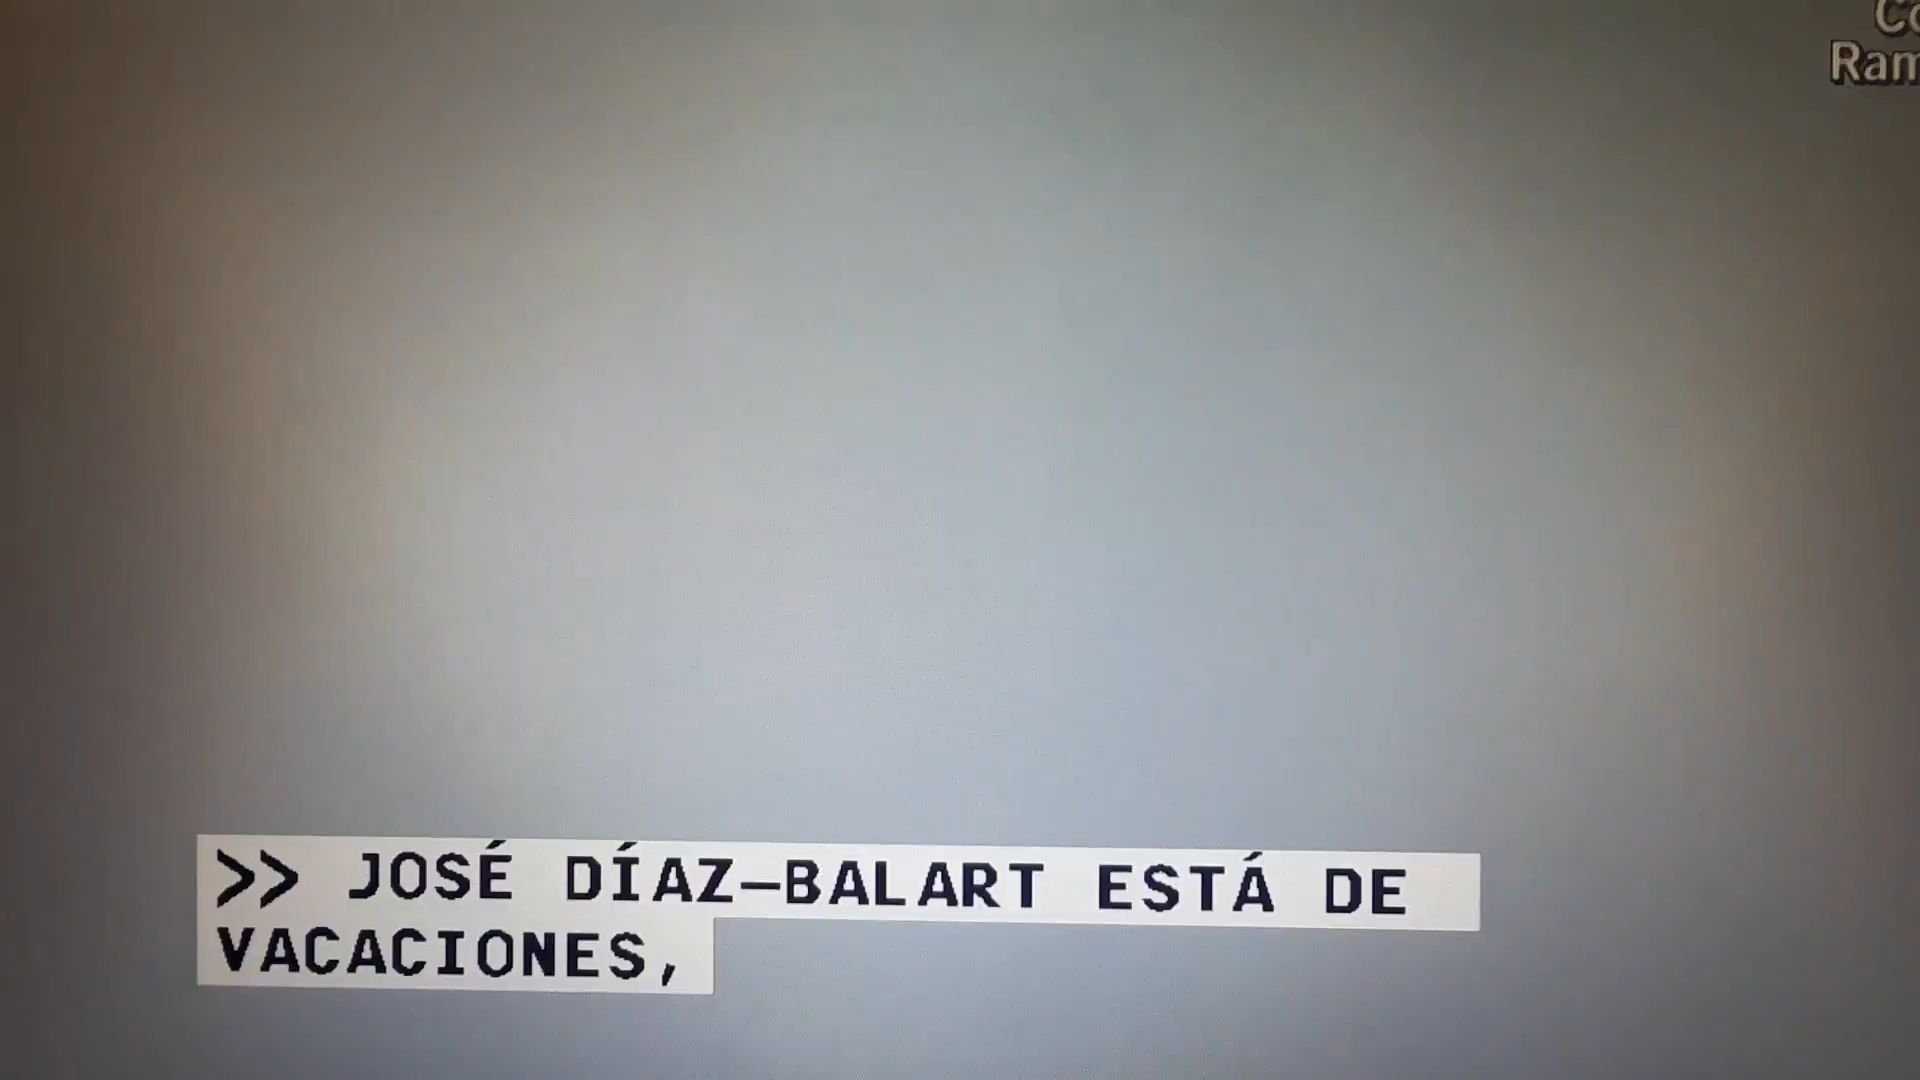 >> JOSÉ DÍAZ-BALART ESTÁ DE
VACACIONES,